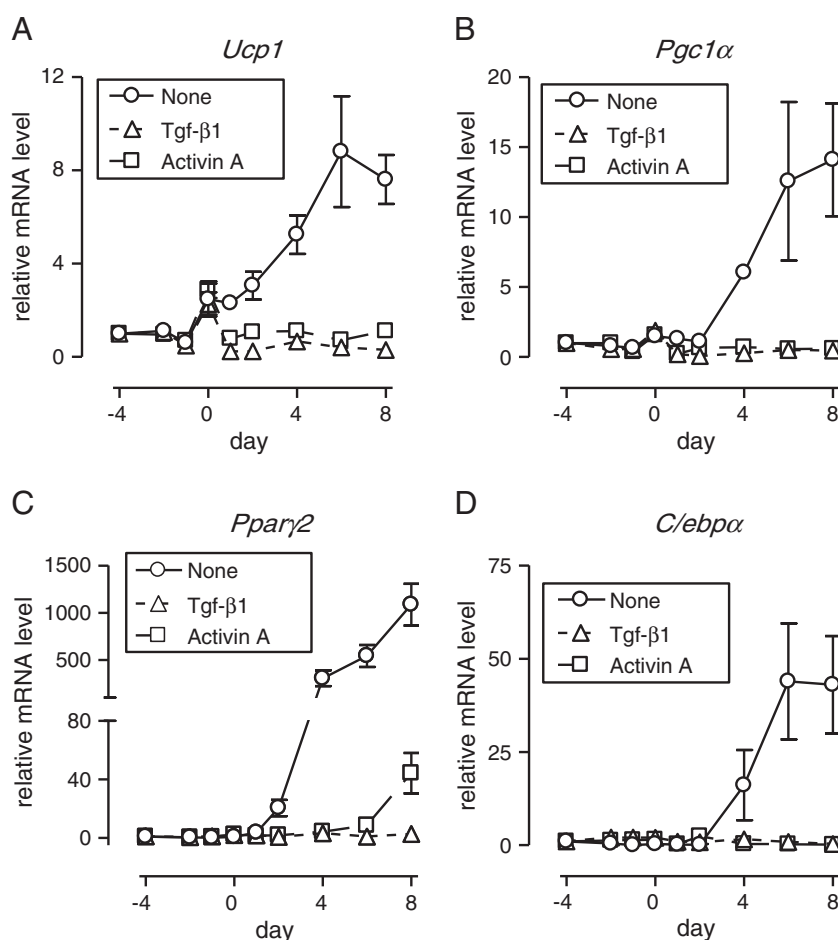 A
Ucp1
relative mRNA level
12
8
4
0
None
Tgf-β1
Activin A
-4 0 4 8
day
B
Pgc1α
relative mRNA level
20
15
10
5
0
None
Tgf-β1
Activin A
-4 0 4 8
day
C
Pparγ2
relative mRNA level
1500
1000
500
80
40
0
None
Tgf-β1
Activin A
-4 0 4 8
day
D
C/ebpα
relative mRNA level
75
50
25
0
None
Tgf-β1
Activin A
-4 0 4 8
day